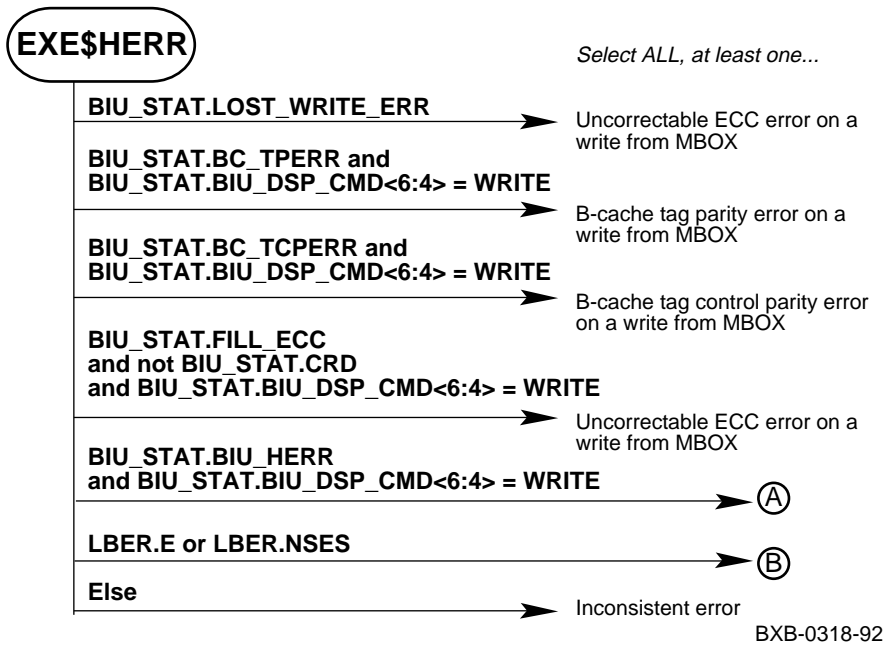 EXE$HERR
Select ALL, at least one...
BIU_STAT.LOST_WRITE_ERR
Uncorrectable ECC error on a
write from MBOX
BIU_STAT.BC_TPERR and
BIU_STAT.BIU_DSP_CMD<6:4> = WRITE
B-cache tag parity error on a
write from MBOX
BIU_STAT.BC_TCPERR and
BIU_STAT.BIU_DSP_CMD<6:4> = WRITE
B-cache tag control parity error
on a write from MBOX
BIU_STAT.FILL_ECC
and not BIU_STAT.CRD
and BIU_STAT.BIU_DSP_CMD<6:4> = WRITE
Uncorrectable ECC error on a
write from MBOX
BIU_STAT.BIU_HERR
and BIU_STAT.BIU_DSP_CMD<6:4> = WRITE
A
LBER.E or LBER.NSES
B
Else
Inconsistent error
BXB-0318-92